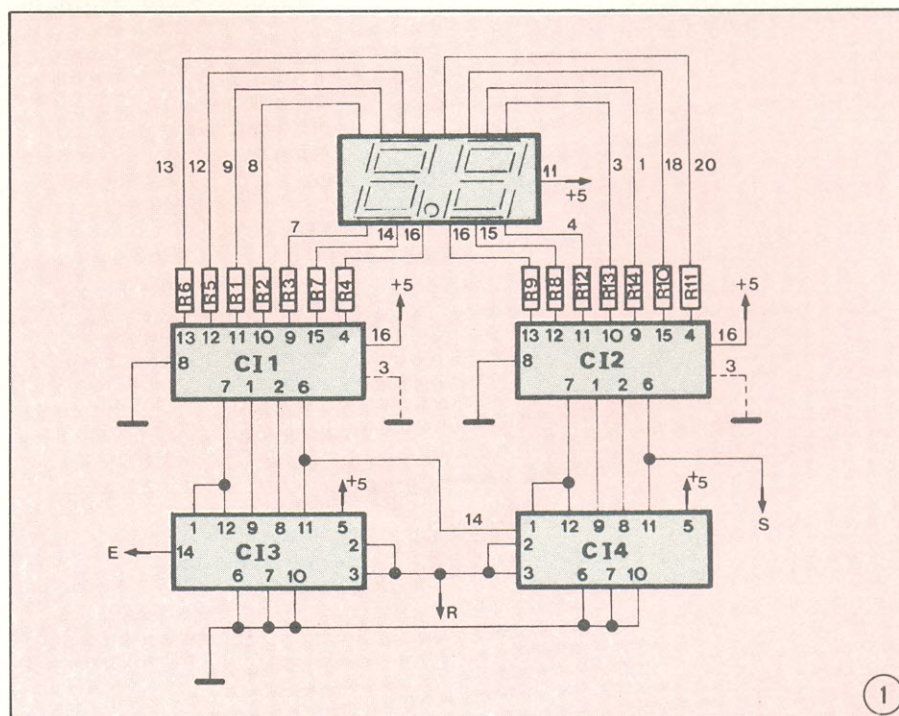 13 12 9 8 3 1 18 20
11
+5
7 14 16 16 15 4
R6 R5 R1 R2 R3 R7 R4 R9 R8 R12 R13 R14 R10 R11
+5 +5
13 12 11 10 9 15 4 16 13 12 11 10 9 15 4 16
8 CI1 3 8 CI2 3
7 1 2 6 7 1 2 6
+5 +5
1 12 9 8 11 5 14 1 12 9 8 11 5 S
E 14 CI3 2 2 CI4
6 7 10 3 3 6 7 10
R
1